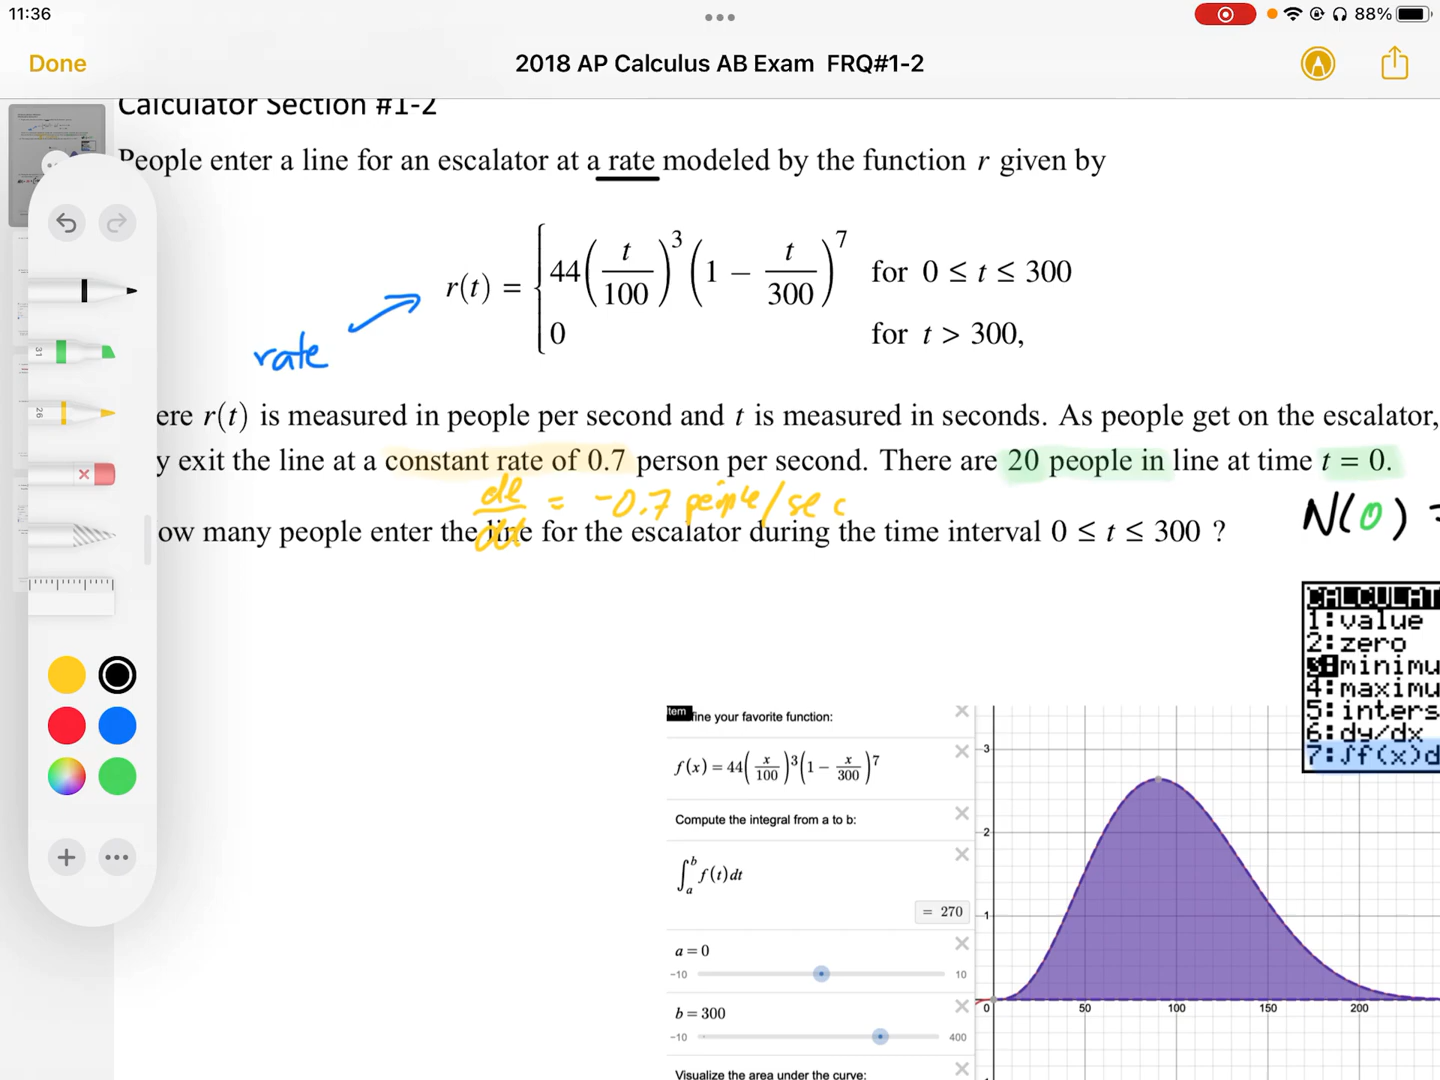 11:36
88%
Done
2018 AP Calculus AB Exam FRQ#1-2
Calculator Section #1-2
People enter a line for an escalator at a rate modeled by the function r given by
r(t) = { 44(t/100)^3 (1 − t/300)^7 for 0 ≤ t ≤ 300
0 for t > 300,
rate
ere r(t) is measured in people per second and t is measured in seconds. As people get on the escalator,
y exit the line at a constant rate of 0.7 person per second. There are 20 people in line at time t = 0.
dl/dt = -0.7 people/sec
N(0) =
ow many people enter the line for the escalator during the time interval 0 ≤ t ≤ 300 ?
CALCULAT
1:value
2:zero
3:minimu
4:maximu
5:inters
6:dy/dx
7:∫f(x)d
tem
ine your favorite function:
f(x) = 44(x/100)^3(1 − x/300)^7
Compute the integral from a to b:
∫_a^b f(t)dt
= 270
a = 0
-10 10
b = 300
-10 400
Visualize the area under the curve:
3
2
1
0 50 100 150 200
31
26